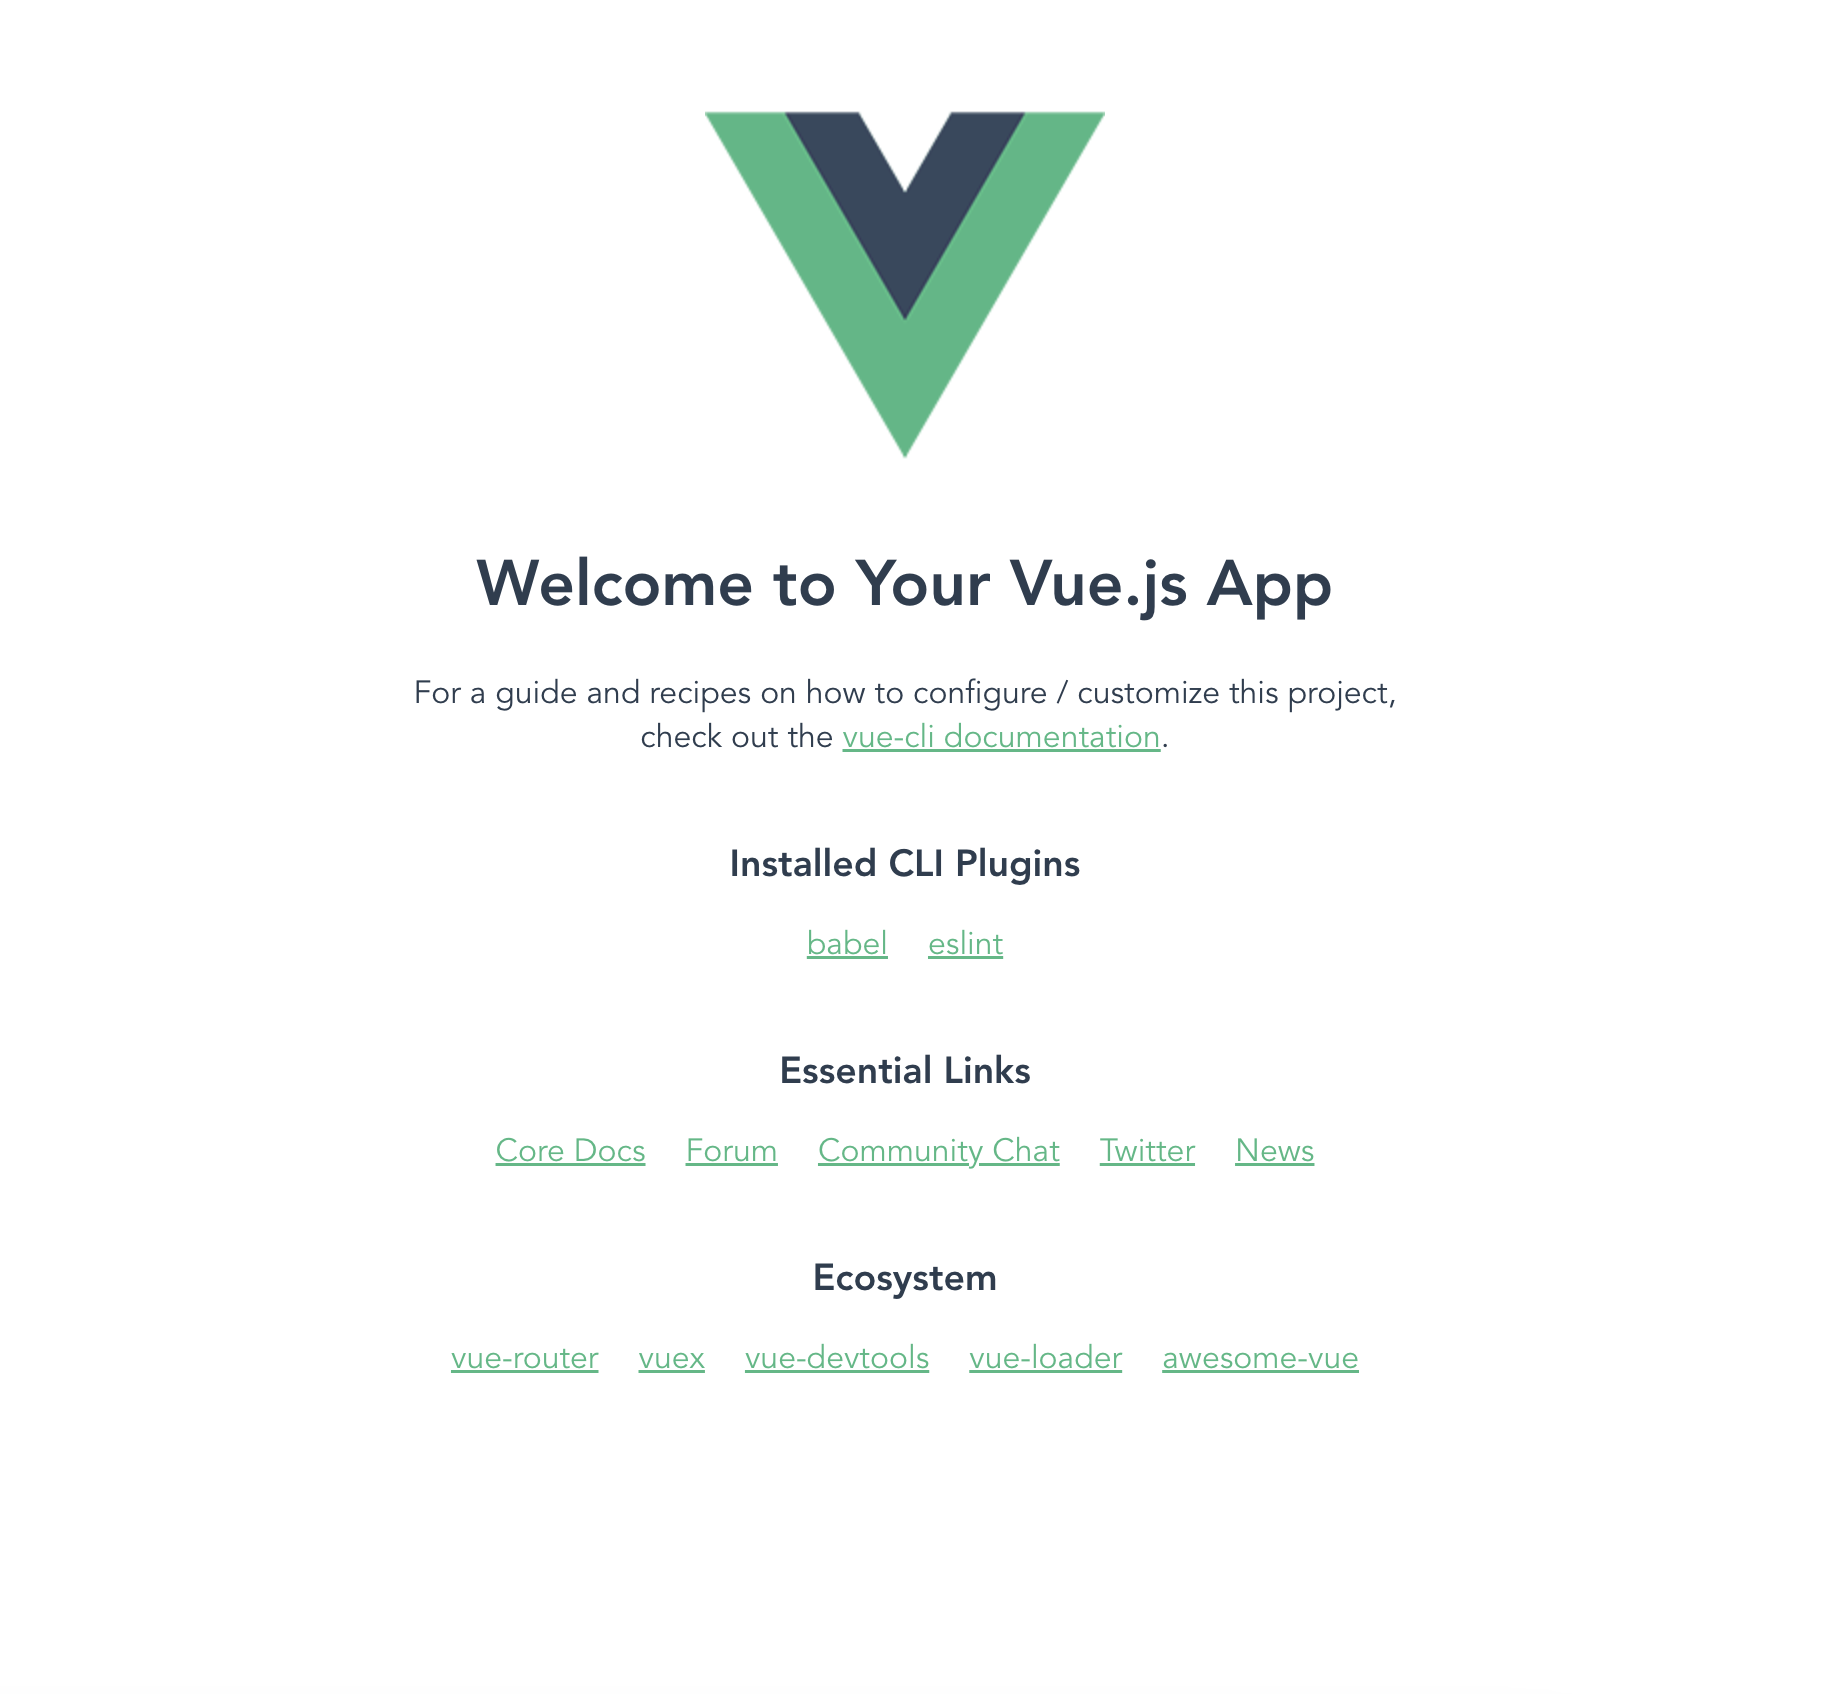 Welcome to Your Vue.js App
For a guide and recipes on how to configure / customize this project,
check out the vue-cli documentation.
Installed CLI Plugins
babel eslint
Essential Links
Core Docs Forum Community Chat Twitter News
Ecosystem
vue-router vuex vue-devtools vue-loader awesome-vue